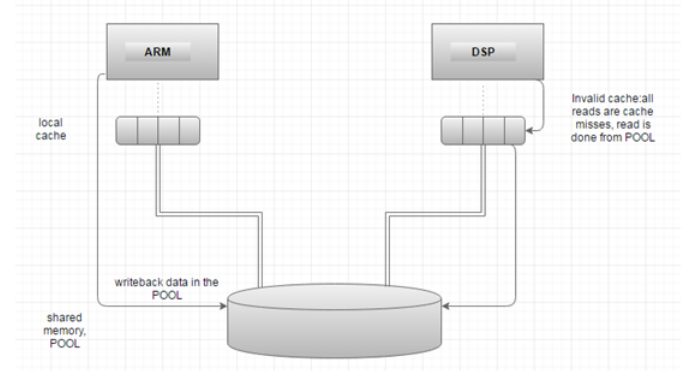 ARM
DSP
local
cache
Invalid cache:all
reads are cache
misses, read is
done from POOL
writeback data in the
POOL
shared
memory,
POOL